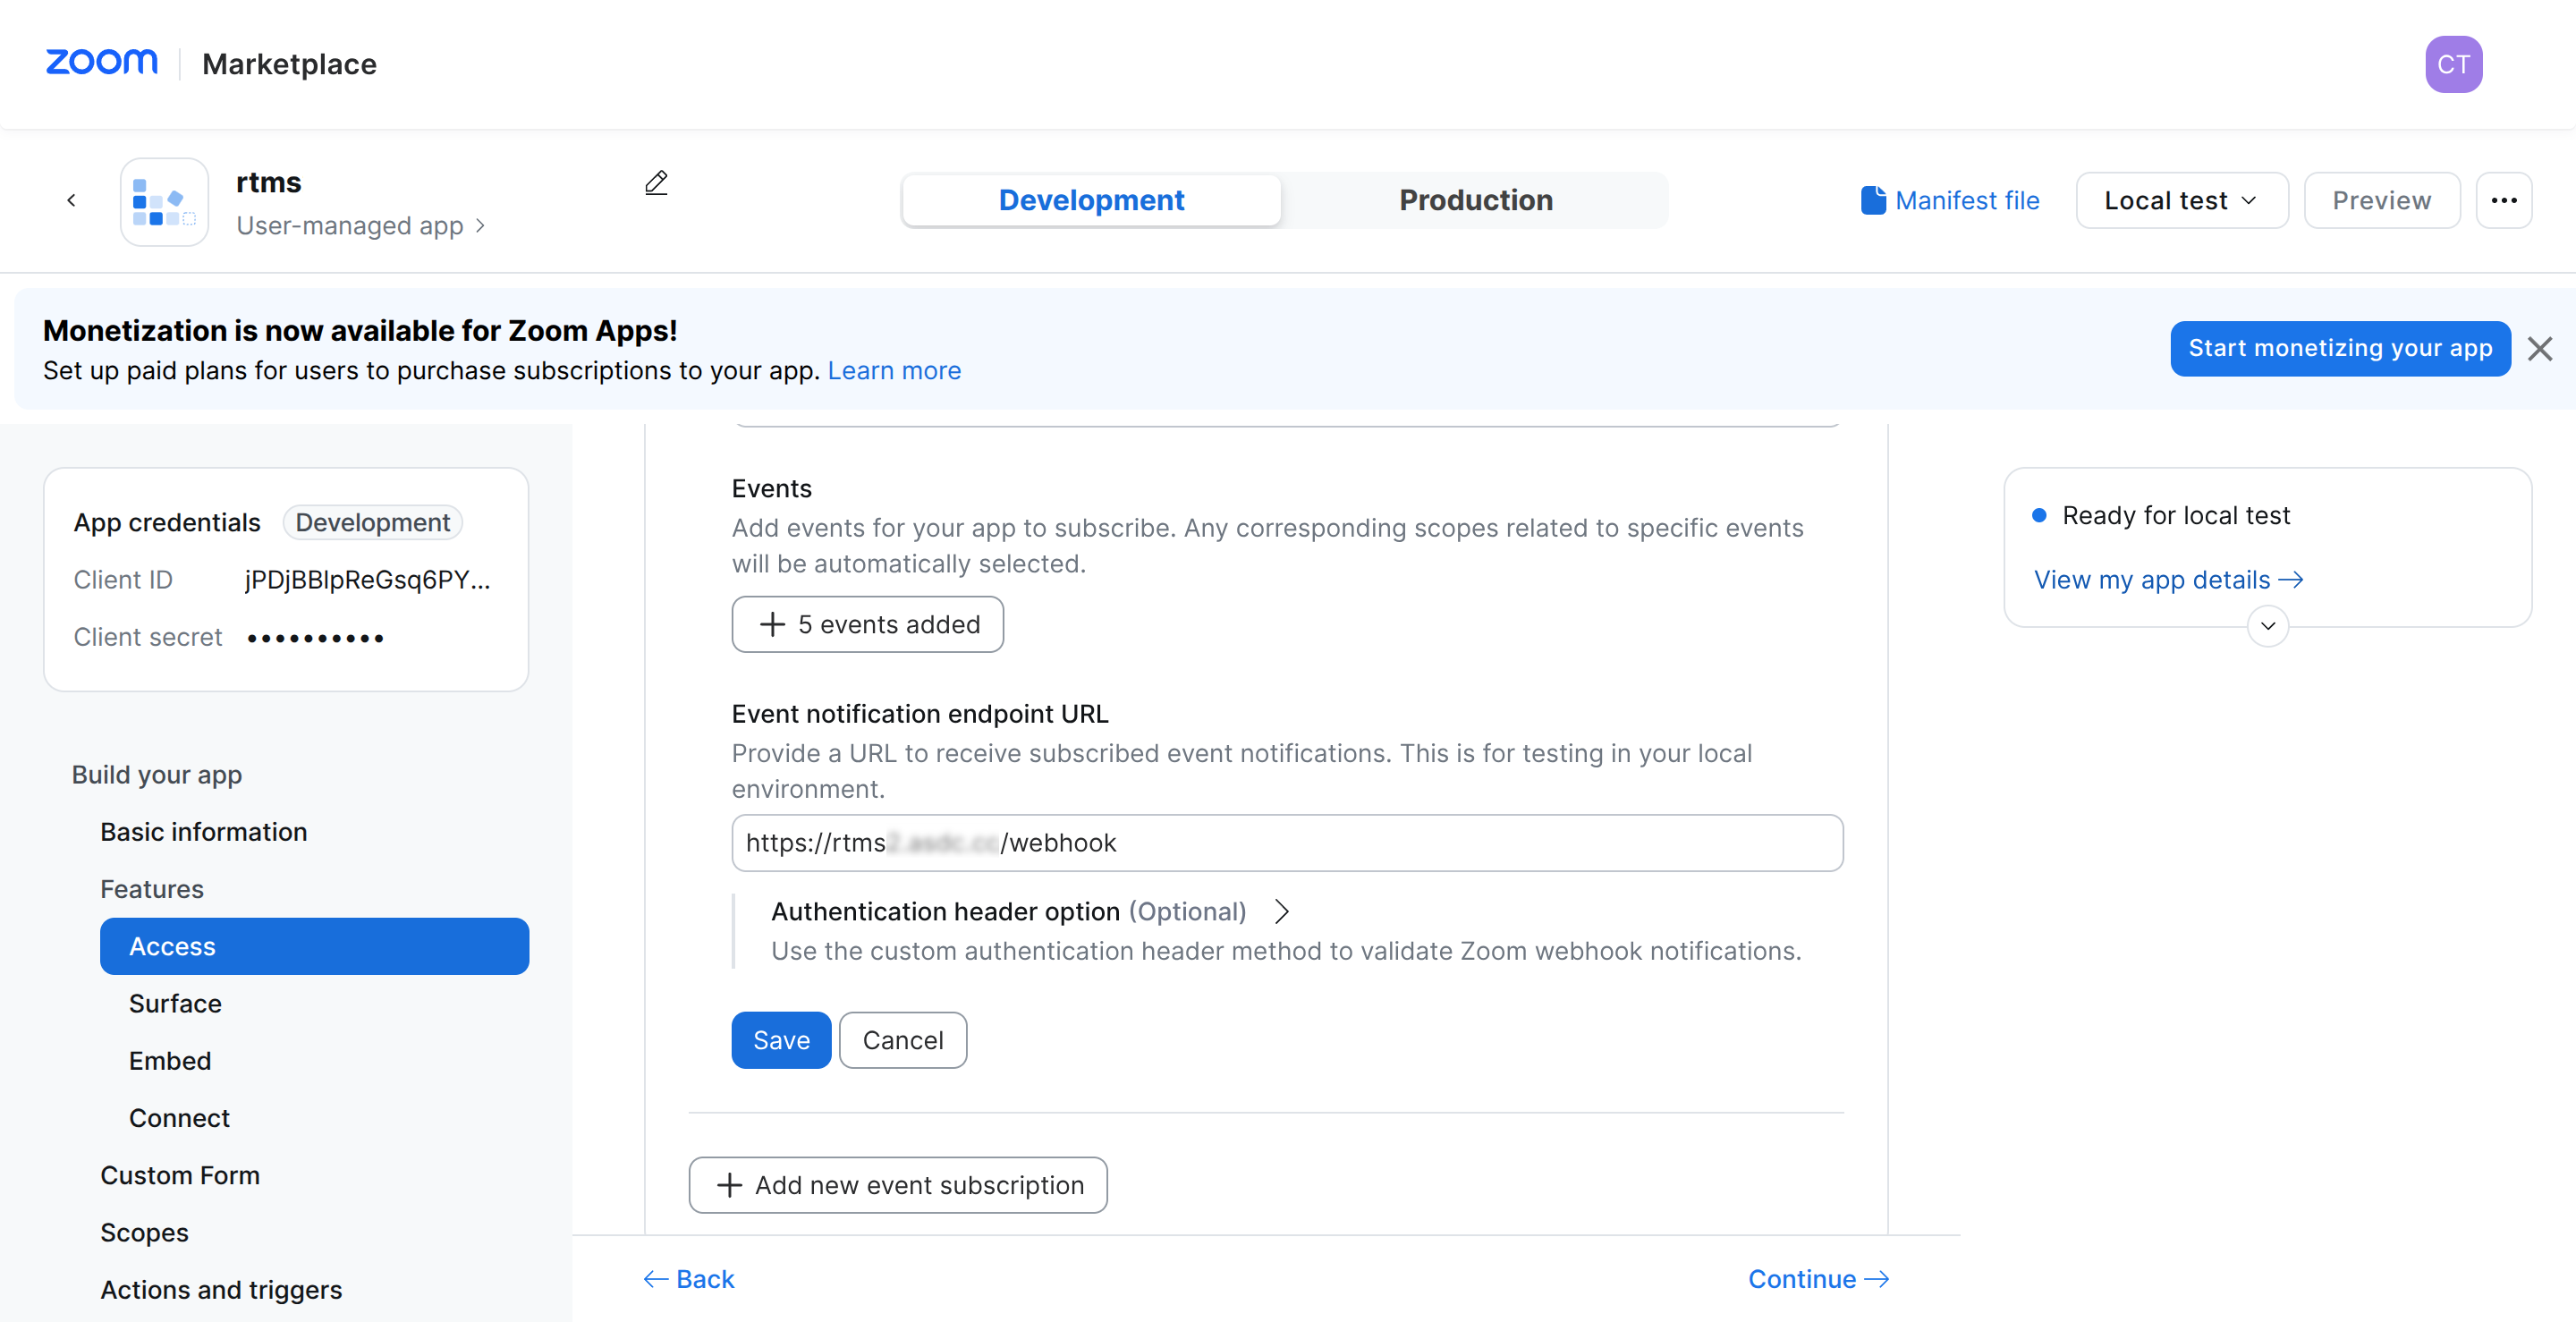 zoom Marketplace
CT
rtms
User-managed app
Development
Production
Manifest file
Local test
Preview
Monetization is now available for Zoom Apps!
Set up paid plans for users to purchase subscriptions to your app. Learn more
Start monetizing your app
App credentials Development
Client ID jPDjBBlpReGsq6PY...
Client secret ••••••••••
Build your app
Basic information
Features
Access
Surface
Embed
Connect
Custom Form
Scopes
Actions and triggers
Events
Add events for your app to subscribe. Any corresponding scopes related to specific events
will be automatically selected.
5 events added
Event notification endpoint URL
Provide a URL to receive subscribed event notifications. This is for testing in your local
environment.
https://rtms /webhook
Authentication header option (Optional)
Use the custom authentication header method to validate Zoom webhook notifications.
Save
Cancel
Add new event subscription
Back
Continue
Ready for local test
View my app details